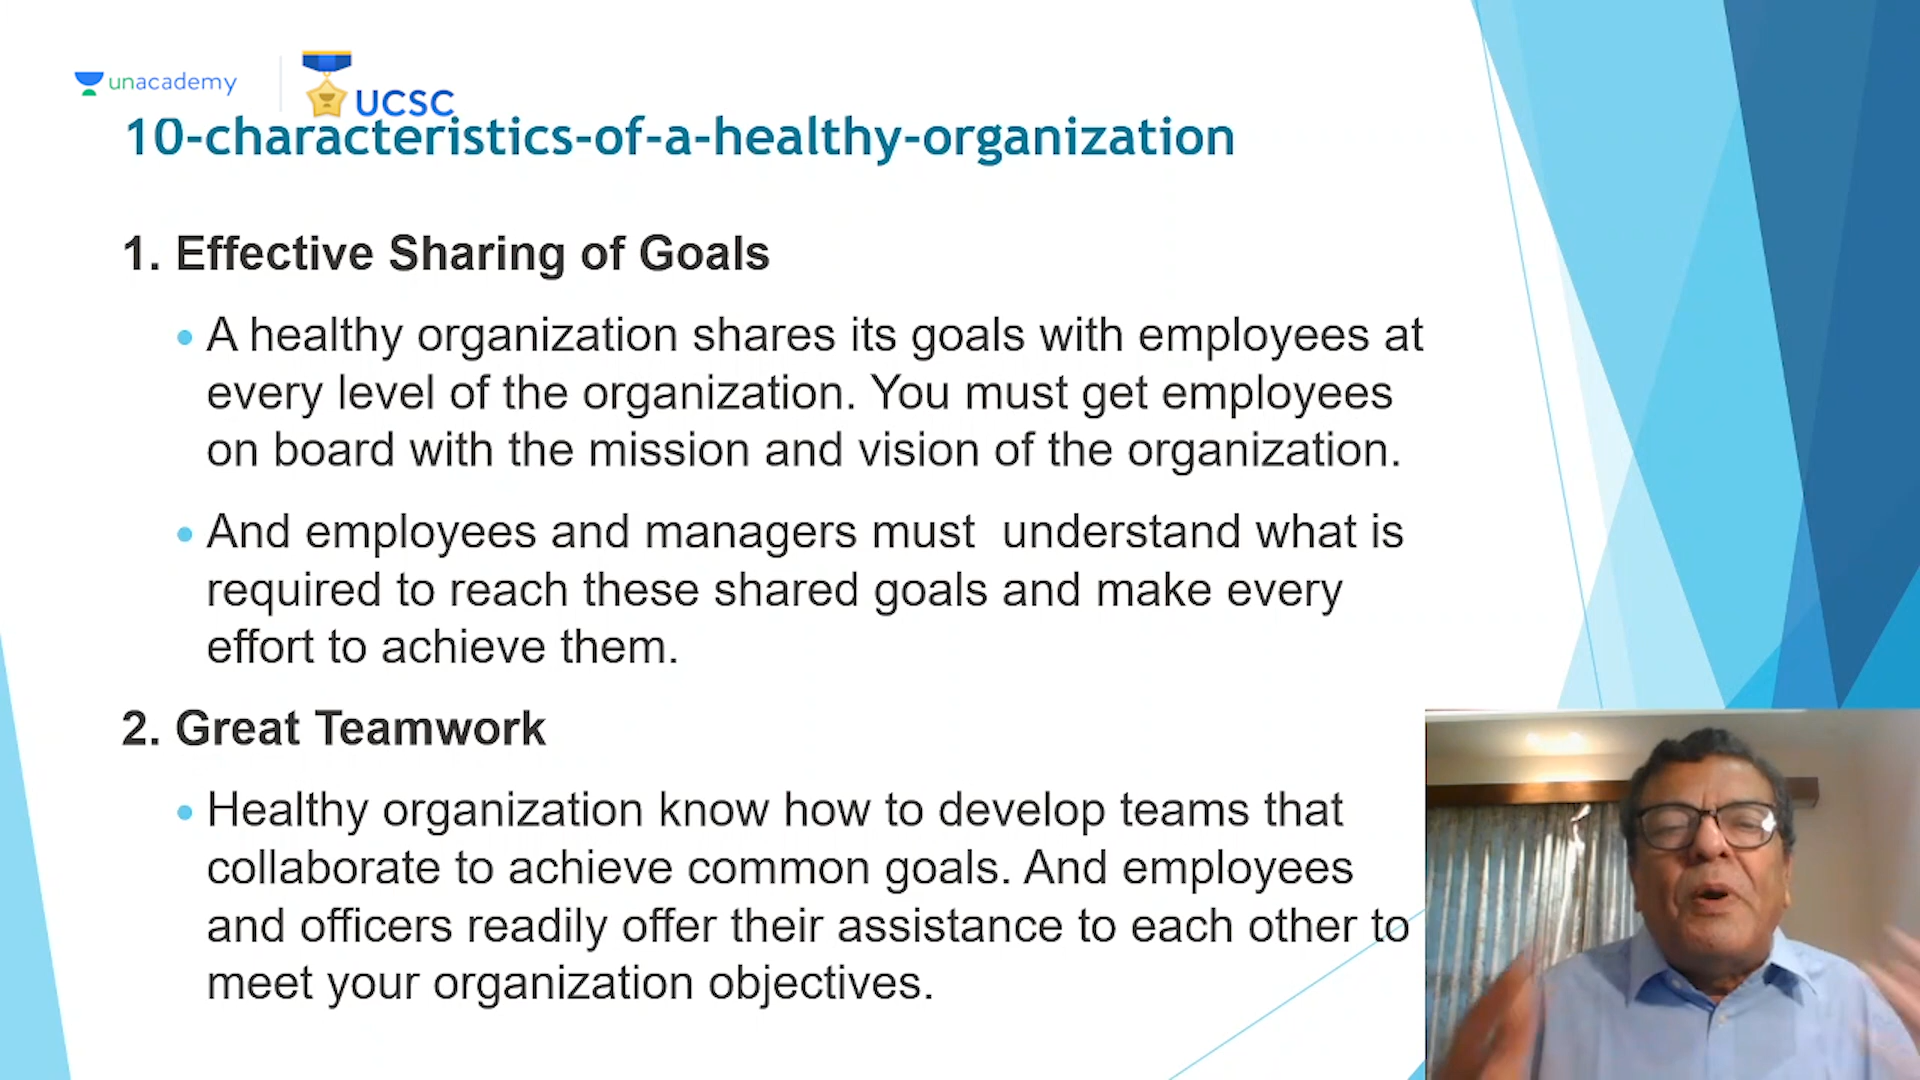 unacademy
UCSC
10-characteristics-of-a-healthy-organization
1. Effective Sharing of Goals
A healthy organization shares its goals with employees at
every level of the organization. You must get employees
on board with the mission and vision of the organization.
And employees and managers must  understand what is
required to reach these shared goals and make every
effort to achieve them.
2. Great Teamwork
Healthy organization know how to develop teams that
collaborate to achieve common goals. And employees
and officers readily offer their assistance to each other to
meet your organization objectives.